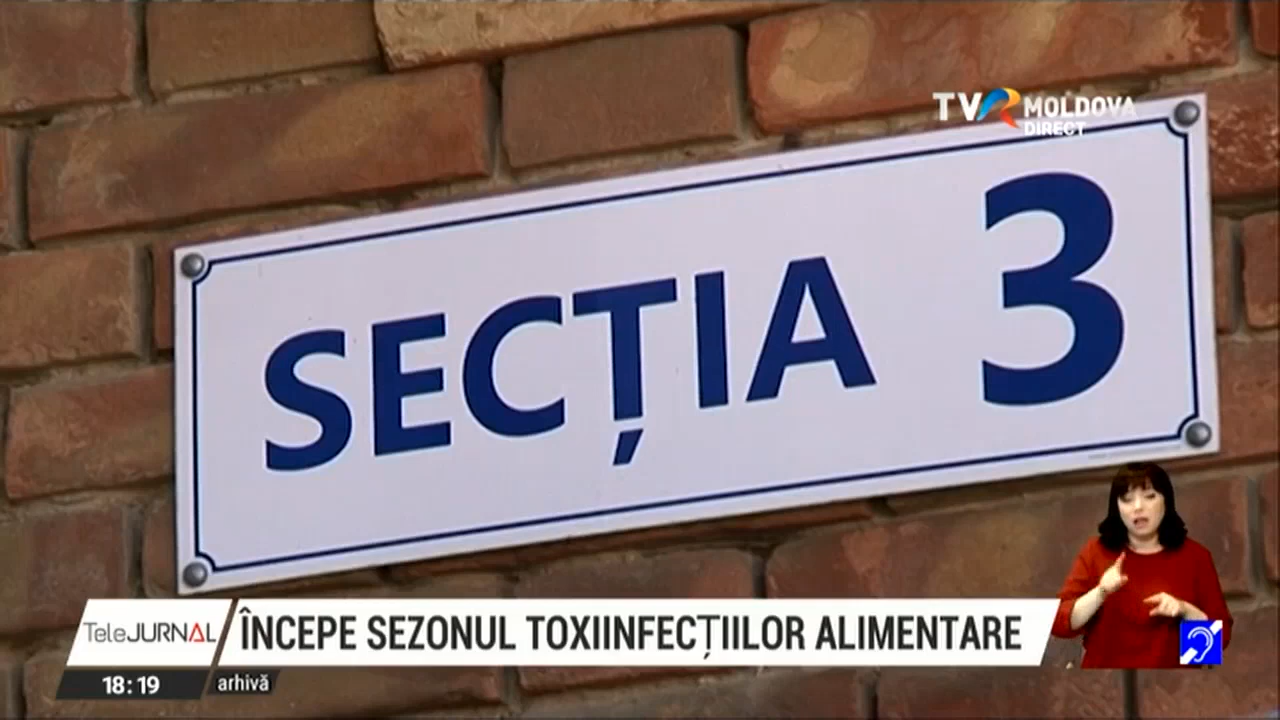 TVR MOLDOVA
DIRECT
SECȚIA 3
TeleJURNAL
ÎNCEPE SEZONUL TOXIINFECȚIILOR ALIMENTARE
18:19
arhivă